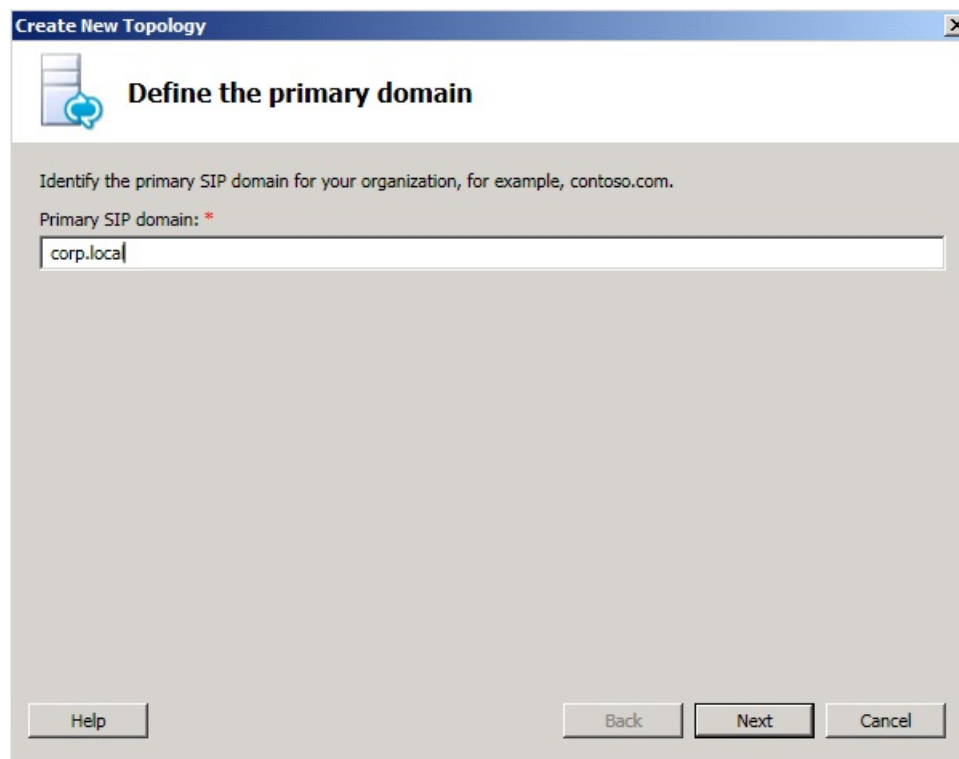 Create New Topology
Define the primary domain
Identify the primary SIP domain for your organization, for example, contoso.com.
Primary SIP domain: *
corp.local
Help
Back
Next
Cancel